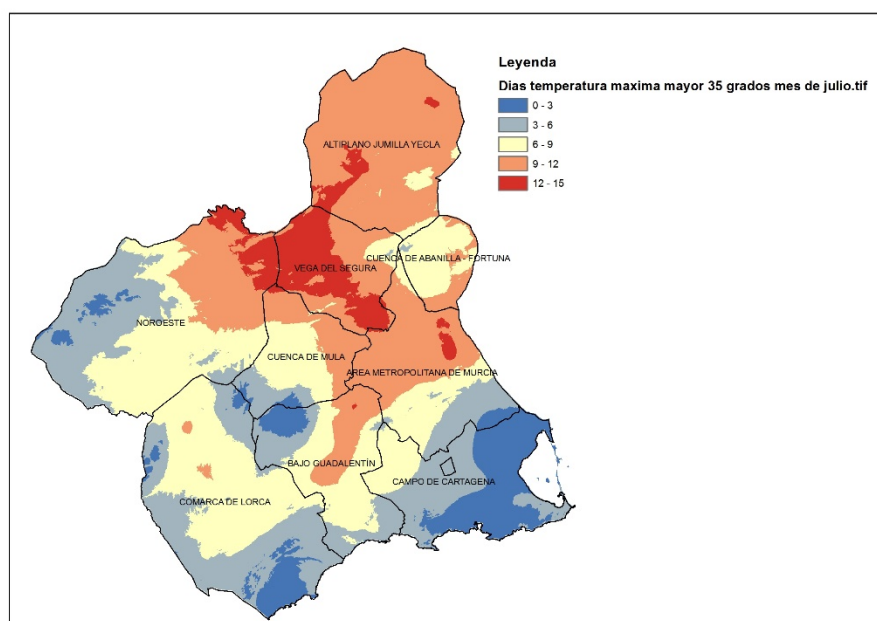 Leyenda
Dias temperatura maxima mayor 35 grados mes de julio.tif
0 - 3
3 - 6
6 - 9
9 - 12
12 - 15
ALTIPLANO JUMILLA YECLA
CUENCA DE ABANILLA - FORTUNA
VEGA DEL SEGURA
NOROESTE
CUENCA DE MULA
AREA METROPOLITANA DE MURCIA
BAJO GUADALENTÍN
CAMPO DE CARTAGENA
COMARCA DE LORCA